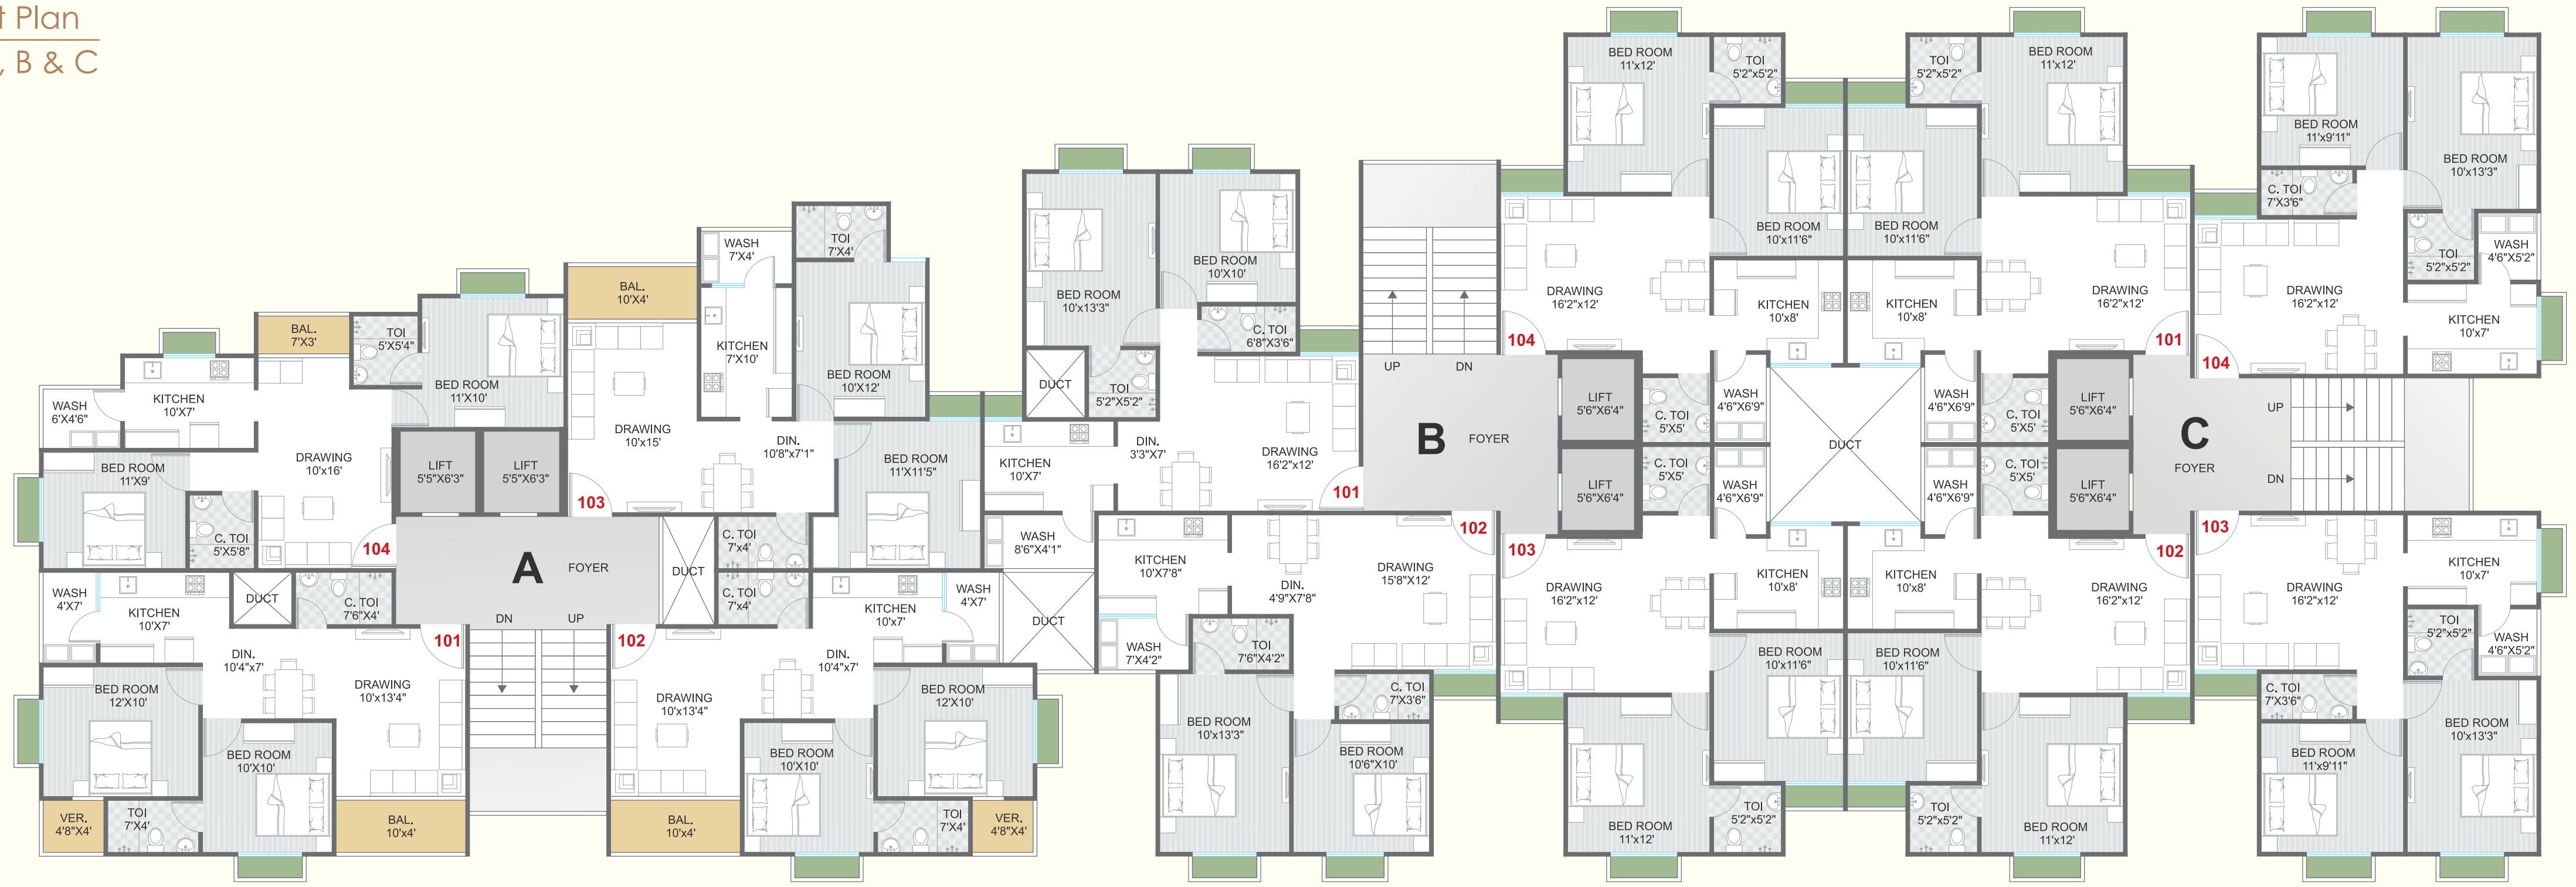 t Plan
, B & C
WASH
6'X4'6"
KITCHEN
10'X7'
BAL.
7'X3'
TOI
5'X5'4"
BED ROOM
11'X10'
DRAWING
10'x16'
BED ROOM
11'X9'
C. TOI
5'X5'8"
104
LIFT
5'5"X6'3"
LIFT
5'5"X6'3"
BAL.
10'X4'
DRAWING
10'x15'
103
WASH
7'X4'
KITCHEN
7'X10'
TOI
7'X4'
BED ROOM
10'X12'
DIN.
10'8"x7'1"
BED ROOM
11'X11'5"
C. TOI
7'x4'
C. TOI
7'x4'
DUCT
A
FOYER
DN
UP
WASH
4'X7'
KITCHEN
10'X7'
DUCT
C. TOI
7'6"X4'
101
DIN.
10'4"x7'
DRAWING
10'x13'4"
BED ROOM
12'X10'
BED ROOM
10'X10'
VER.
4'8"X4'
TOI
7'X4'
BAL.
10'x4'
102
DRAWING
10'x13'4"
DIN.
10'4"x7'
KITCHEN
10'x7'
WASH
4'X7'
BED ROOM
12'X10'
BED ROOM
10'X10'
BAL.
10'x4'
TOI
7'X4'
VER.
4'8"X4'
DUCT
BED ROOM
10'x13'3"
BED ROOM
10'X10'
C. TOI
6'8"X3'6"
DUCT
TOI
5'2"X5'2"
KITCHEN
10'X7'
DIN.
3'3"X7'
DRAWING
16'2"x12'
101
WASH
8'6"X4'1"
KITCHEN
10'X7'8"
DIN.
4'9"X7'8"
DRAWING
15'8"X12'
102
WASH
7'X4'2"
TOI
7'6"X4'2"
C. TOI
7'X3'6"
BED ROOM
10'x13'3"
BED ROOM
10'6"X10'
UP
DN
B
FOYER
LIFT
5'6"X6'4"
LIFT
5'6"X6'4"
BED ROOM
11'x12'
TOI
5'2"x5'2"
BED ROOM
10'x11'6"
DRAWING
16'2"x12'
104
KITCHEN
10'x8'
C. TOI
5'X5'
WASH
4'6"X6'9"
C. TOI
5'X5'
WASH
4'6"X6'9"
103
DRAWING
16'2"x12'
KITCHEN
10'x8'
BED ROOM
10'x11'6"
BED ROOM
11'x12'
TOI
5'2"x5'2"
DUCT
TOI
5'2"x5'2"
BED ROOM
11'x12'
BED ROOM
10'x11'6"
DRAWING
16'2"x12'
KITCHEN
10'x8'
101
WASH
4'6"X6'9"
C. TOI
5'X5'
WASH
4'6"X6'9"
C. TOI
5'X5'
LIFT
5'6"X6'4"
LIFT
5'6"X6'4"
KITCHEN
10'x8'
DRAWING
16'2"x12'
102
BED ROOM
10'x11'6"
TOI
5'2"x5'2"
BED ROOM
11'x12'
C
FOYER
UP
DN
BED ROOM
11'x9'11"
BED ROOM
10'x13'3"
C. TOI
7'X3'6"
TOI
5'2"x5'2"
WASH
4'6"X5'2"
DRAWING
16'2"x12'
KITCHEN
10'x7'
104
103
DRAWING
16'2"x12'
KITCHEN
10'x7'
TOI
5'2"x5'2"
WASH
4'6"X5'2"
C. TOI
7'X3'6"
BED ROOM
11'x9'11"
BED ROOM
10'x13'3"